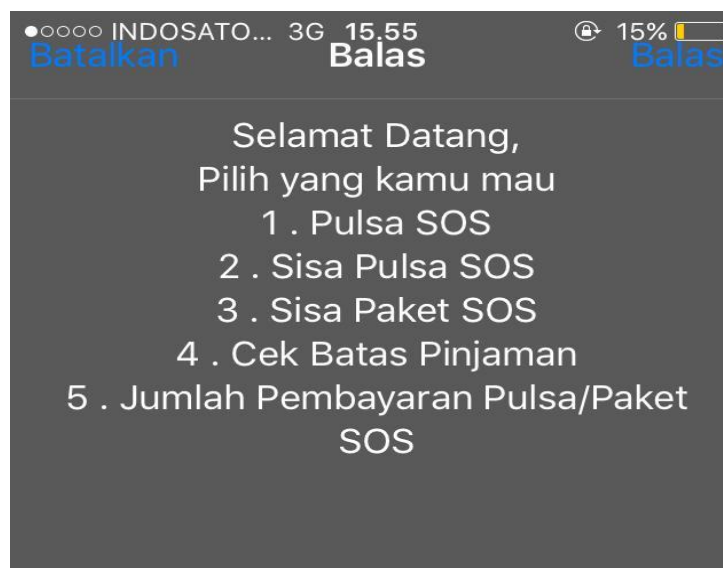 INDOSATO... 3G 15.55 15%
Batalkan Balas Balas
Selamat Datang,
Pilih yang kamu mau
1 . Pulsa SOS
2 . Sisa Pulsa SOS
3 . Sisa Paket SOS
4 . Cek Batas Pinjaman
5 . Jumlah Pembayaran Pulsa/Paket
SOS